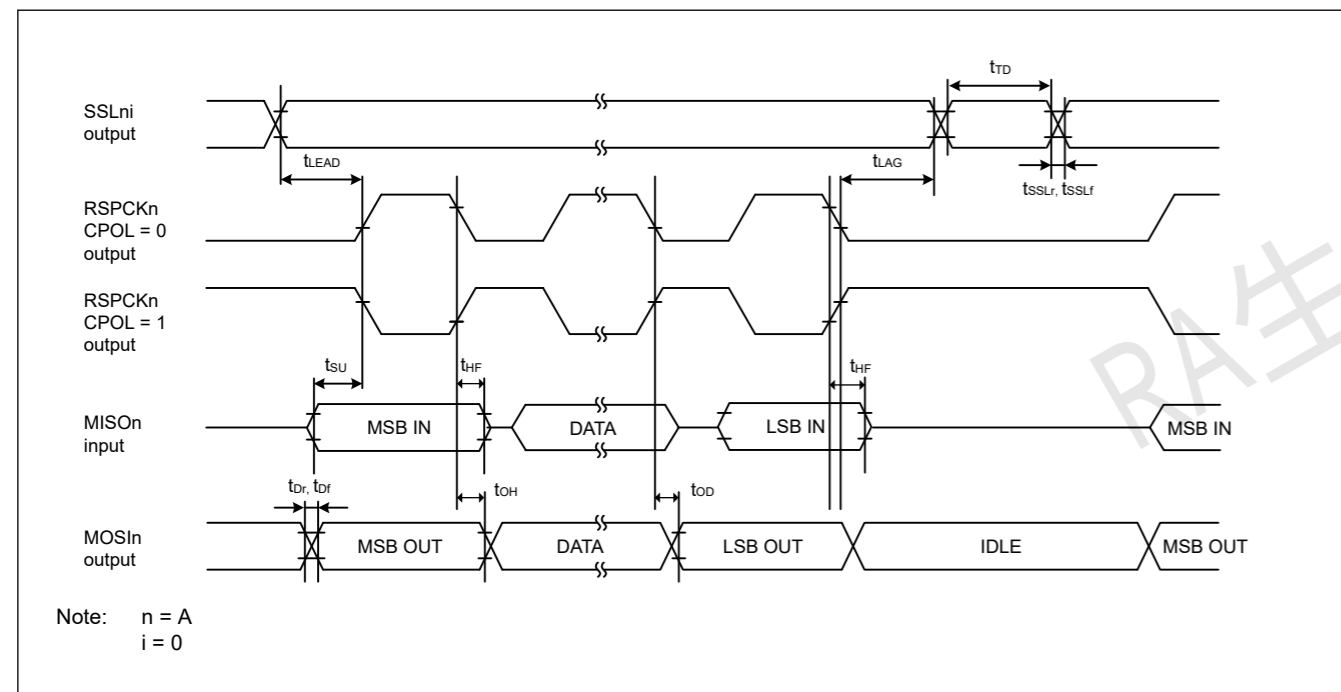 tTD
SSLni
output
tLEAD
tLAG
tSSLr, tSSLf
RSPCKn
CPOL = 0
output
RSPCKn
CPOL = 1
output
tSU
tHF
tHF
MISOn
input
MSB IN
DATA
LSB IN
MSB IN
tDr, tDf
tOH
tOD
MOSIn
output
MSB OUT
DATA
LSB OUT
IDLE
MSB OUT
Note: n = A
i = 0
RA生